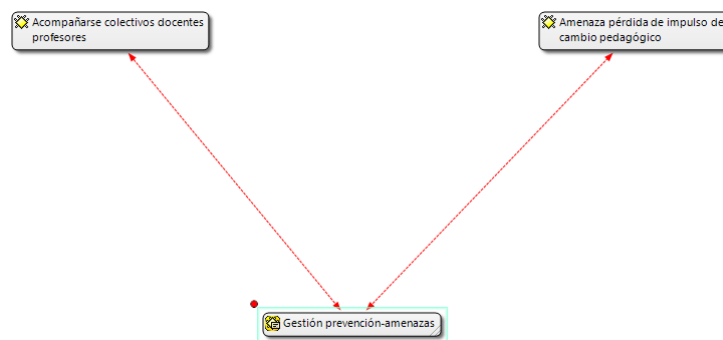 Acompañarse colectivos docentes
profesores
Amenaza pérdida de impulso de
cambio pedagógico
Gestión prevención-amenazas